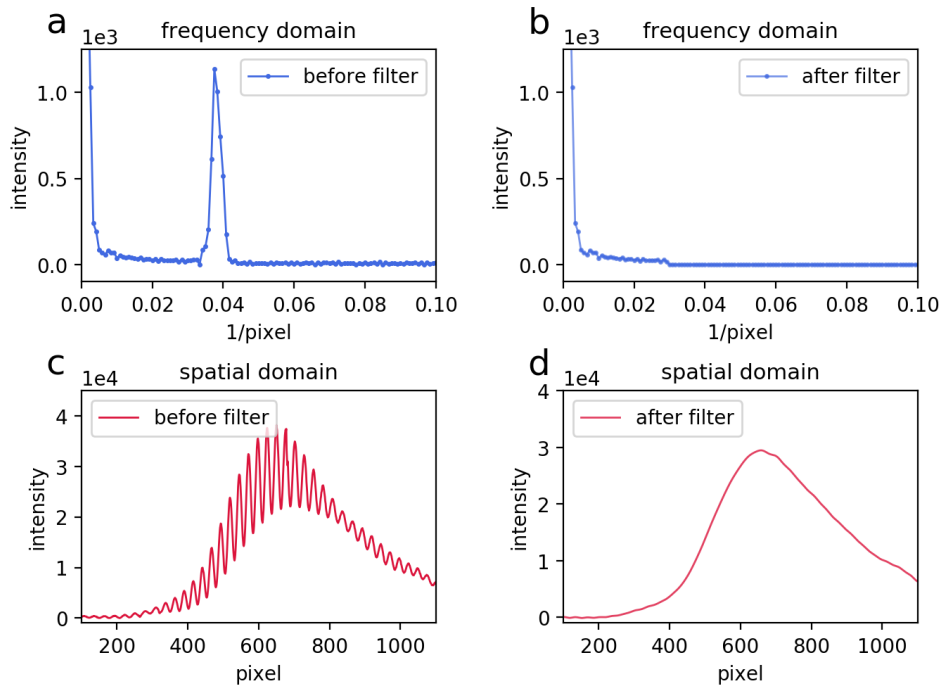 a
frequency domain
1e3
before filter
intensity
1.0
0.5
0.0
0.00 0.02 0.04 0.06 0.08 0.10
1/pixel
b
frequency domain
1e3
after filter
intensity
1.0
0.5
0.0
0.00 0.02 0.04 0.06 0.08 0.10
1/pixel
c
spatial domain
1e4
before filter
intensity
4
3
2
1
0
200 400 600 800 1000
pixel
d
spatial domain
1e4
after filter
intensity
4
3
2
1
0
200 400 600 800 1000
pixel